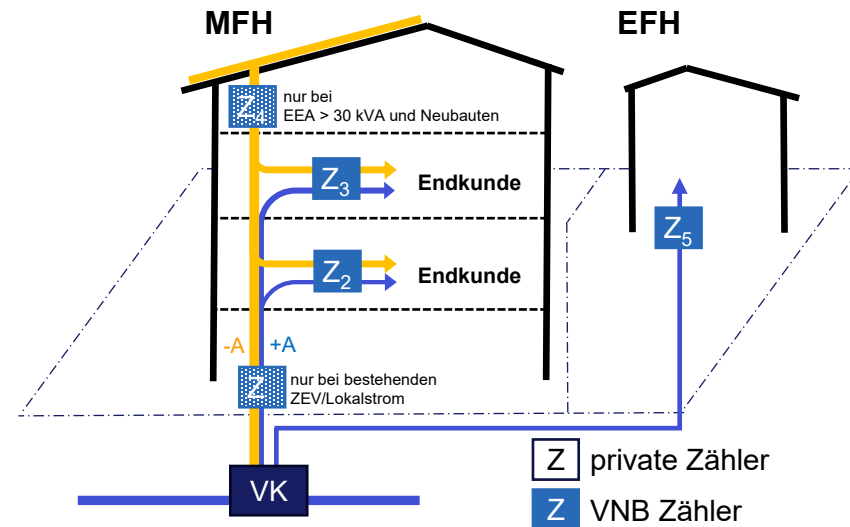 MFH
EFH
Z4
nur bei
EEA > 30 kVA und Neubauten
Z3
Endkunde
Z5
Z2
Endkunde
-A
+A
Z
nur bei bestehenden
ZEV/Lokalstrom
VK
Z private Zähler
Z VNB Zähler